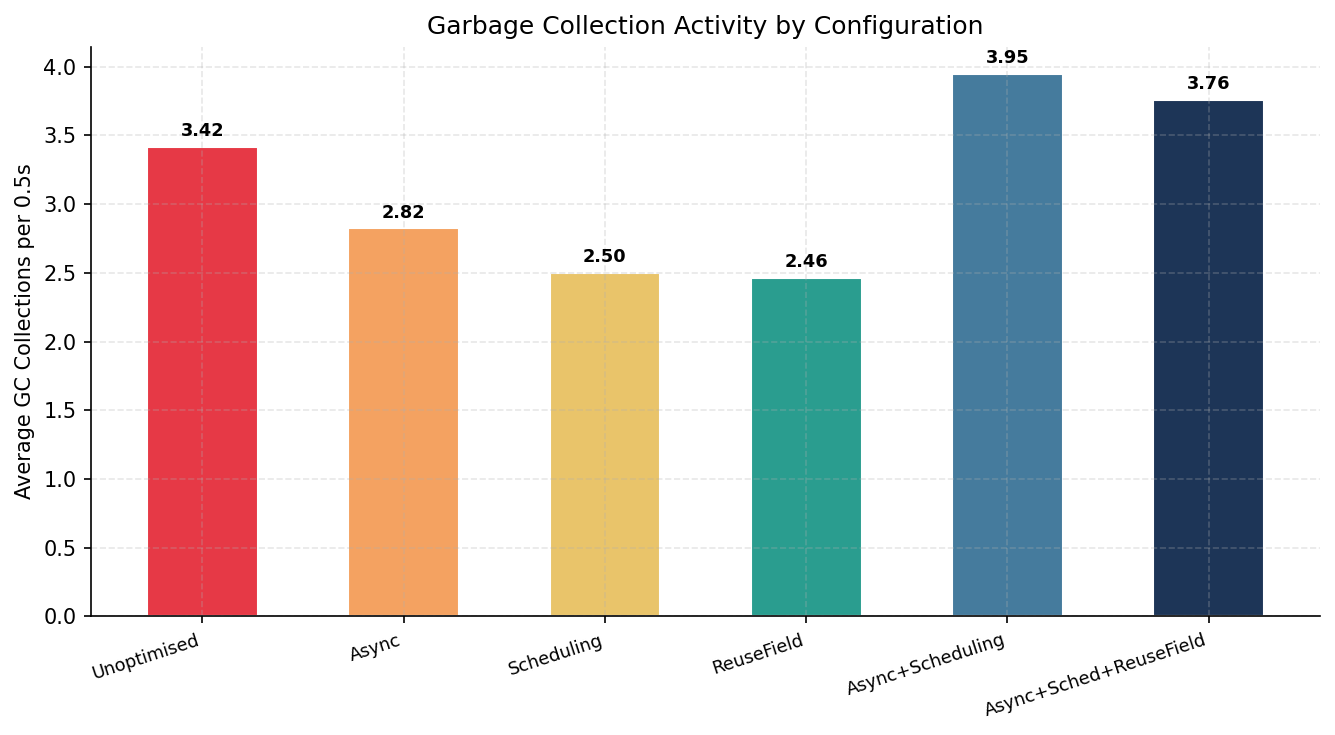 Garbage Collection Activity by Configuration
Average GC Collections per 0.5s
4.0
3.5
3.0
2.5
2.0
1.5
1.0
0.5
0.0
3.42
2.82
2.50
2.46
3.95
3.76
Unoptimised
Async
Scheduling
ReuseField
Async+Scheduling
Async+Sched+ReuseField